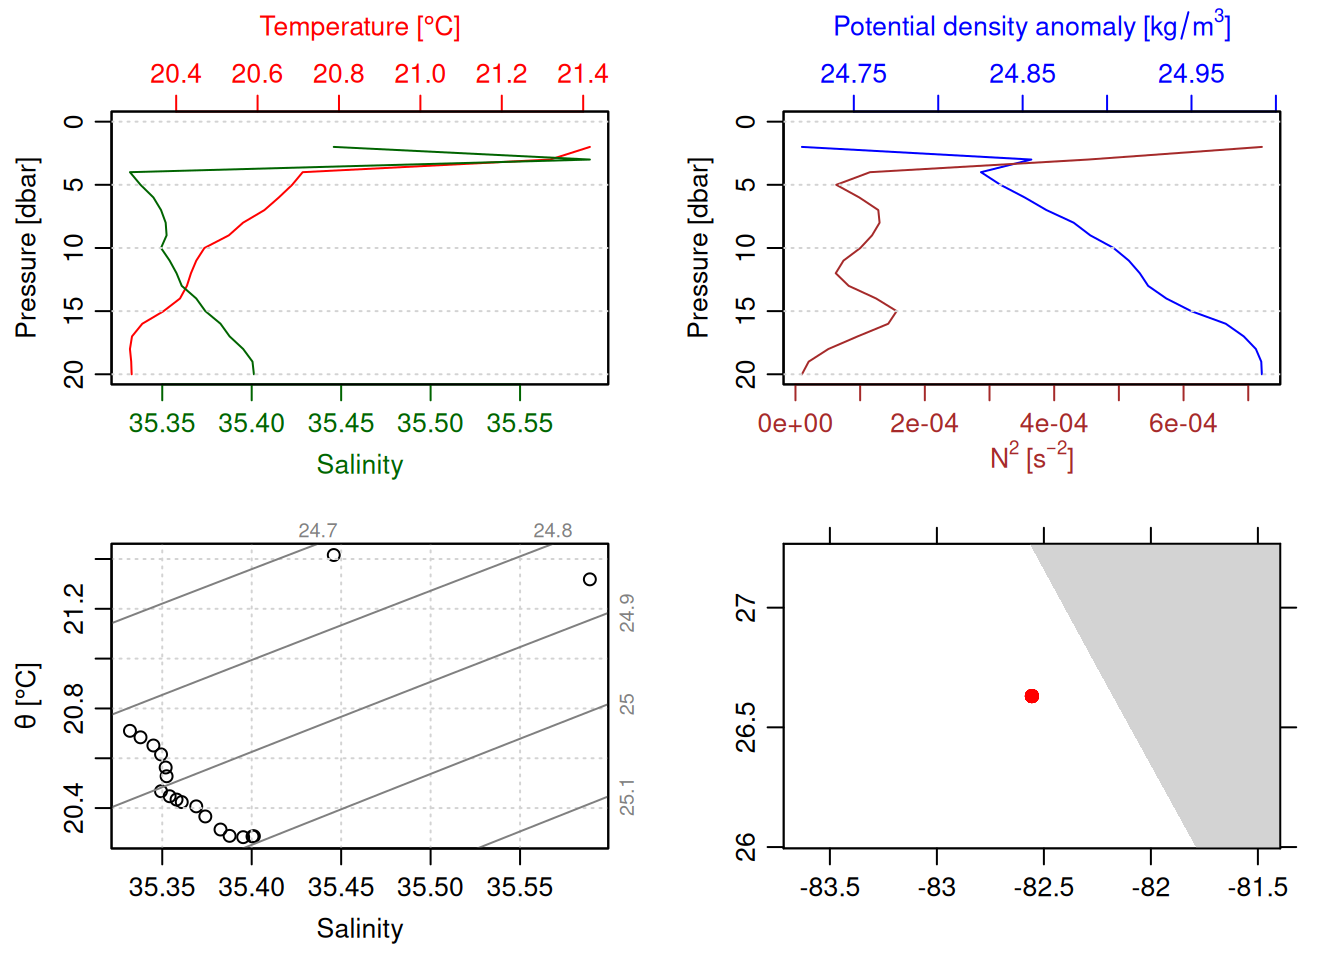 Temperature [°C]
20.4 20.6 20.8 21.0 21.2 21.4
Pressure [dbar]
0
5
10
15
20
35.35 35.40 35.45 35.50 35.55
Salinity
Potential density anomaly [kg/m³]
24.75 24.85 24.95
Pressure [dbar]
0
5
10
15
20
0e+00 2e-04 4e-04 6e-04
N² [s⁻²]
24.7 24.8
24.9
25
25.1
θ [°C]
21.2
20.8
20.4
35.35 35.40 35.45 35.50 35.55
Salinity
27
26.5
26
-83.5 -83 -82.5 -82 -81.5